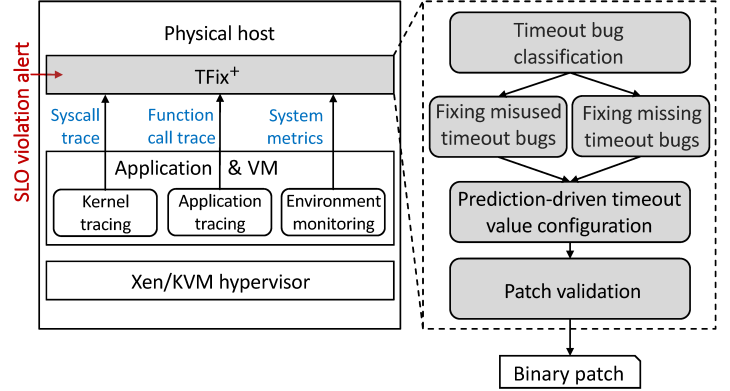 Physical host
SLO violation alert
TFix+
Syscall
trace
Function
call trace
System
metrics
Application & VM
Kernel
tracing
Application
tracing
Environment
monitoring
Xen/KVM hypervisor
Timeout bug
classification
Fixing misused
timeout bugs
Fixing missing
timeout bugs
Prediction-driven timeout
value configuration
Patch validation
Binary patch